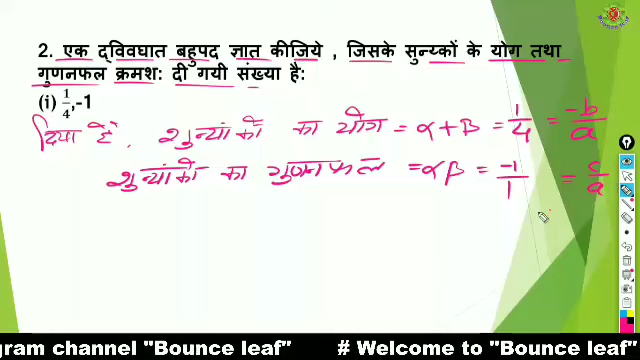 2. एक द्विवघात बहुपद ज्ञात कीजिये , जिसके सुन्य्कों के योग तथा
गुणनफल क्रमश: दी गयी संख्या है:
(i) 1/4,-1
दिया है, शुन्यांकों का योग = α+β = 1/4 = -b/a
शुन्यांको का गुणनफल = αβ = -1/1 = c/a
gram channel "Bounce leaf" # Welcome to "Bounce leaf"